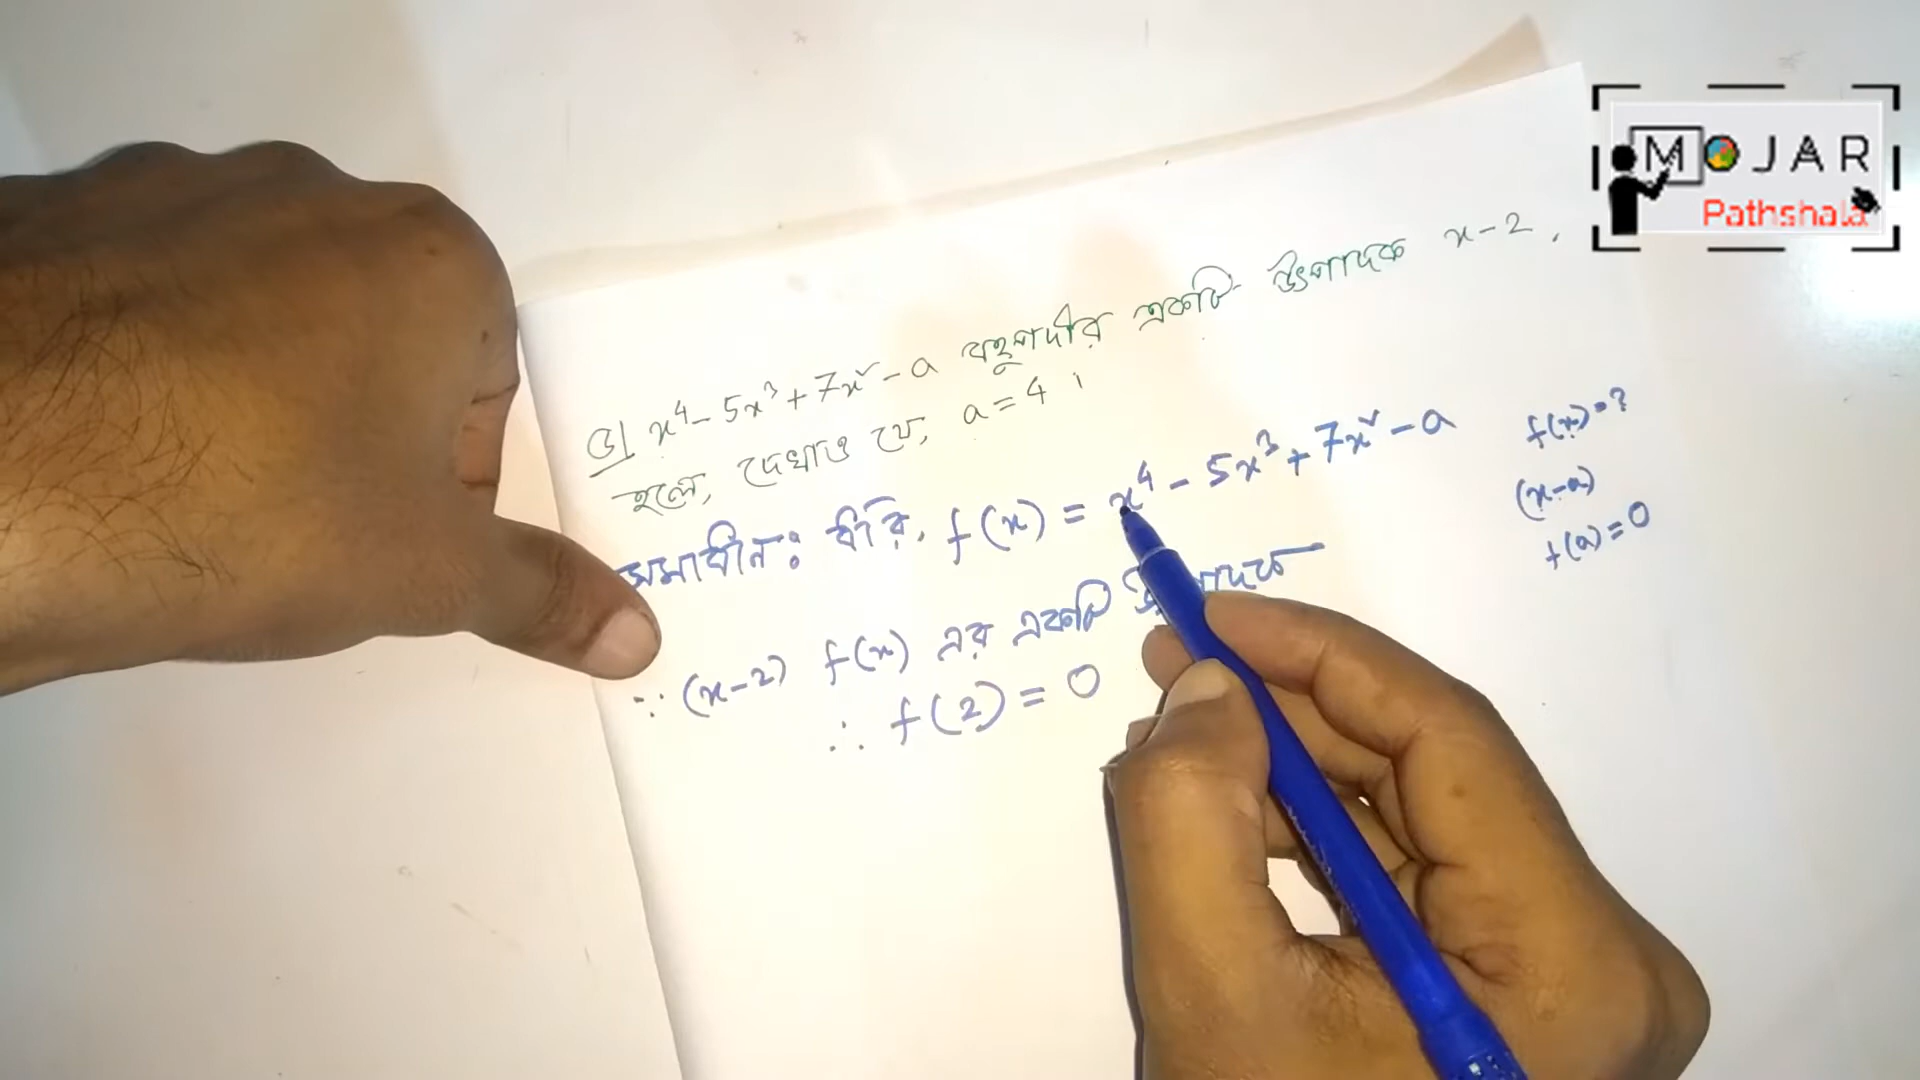 MOJAR
Pathshala
৩। x⁴ - 5x³ + 7x² - a বহুপদীর একটি উৎপাদক x-2,
হলে, দেখাও যে, a = 4 ।
সমাধান: ধরি, f(x) = x⁴ - 5x³ + 7x² - a
∵ (x-2) f(x) এর একটি
∴ f(2) = 0
f(x) = ?
(x-a)
f(a) = 0